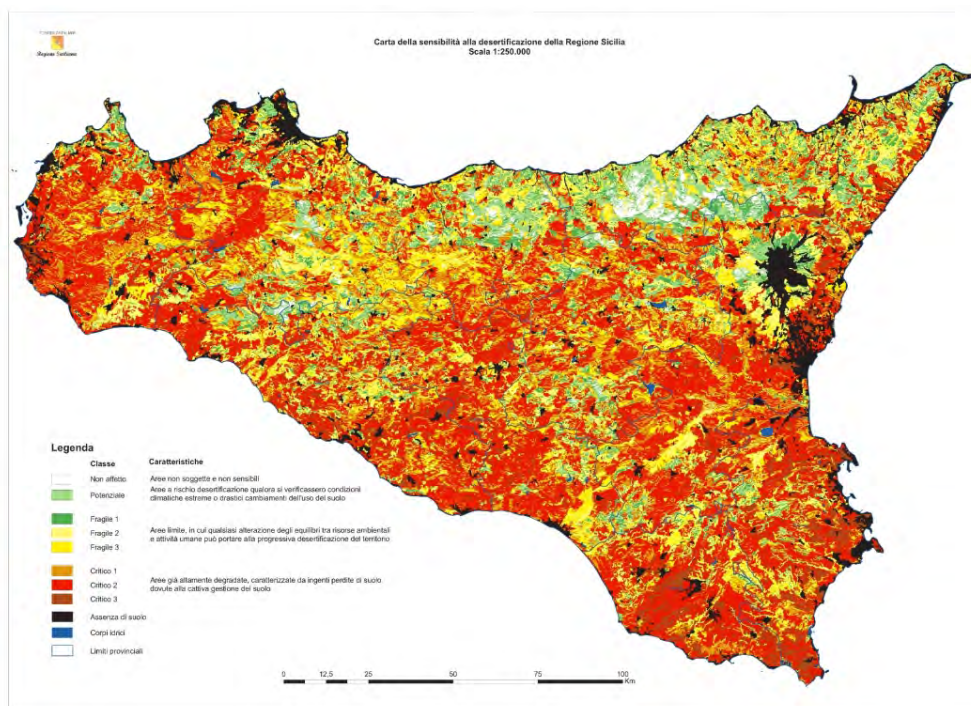 Regione Siciliana
Carta della sensibilità alla desertificazione della Regione Sicilia
Scala 1:250.000
Legenda
Classe Caratteristiche
Non affetto Aree non soggette e non sensibili
Potenziale Aree a rischio desertificazione qualora si verificassero condizioni
climatiche estreme o drastici cambiamenti dell'uso del suolo
Fragile 1
Fragile 2 Aree limite, in cui qualsiasi alterazione degli equilibri tra risorse ambientali
e attività umane può portare alla progressiva desertificazione del territorio
Fragile 3
Critico 1
Critico 2 Aree già altamente degradate, caratterizzate da ingenti perdite di suolo
dovute alla cattiva gestione del suolo
Critico 3
Assenza di suolo
Corpi idrici
Limiti provinciali
0 12,5 25 50 75 100
Km